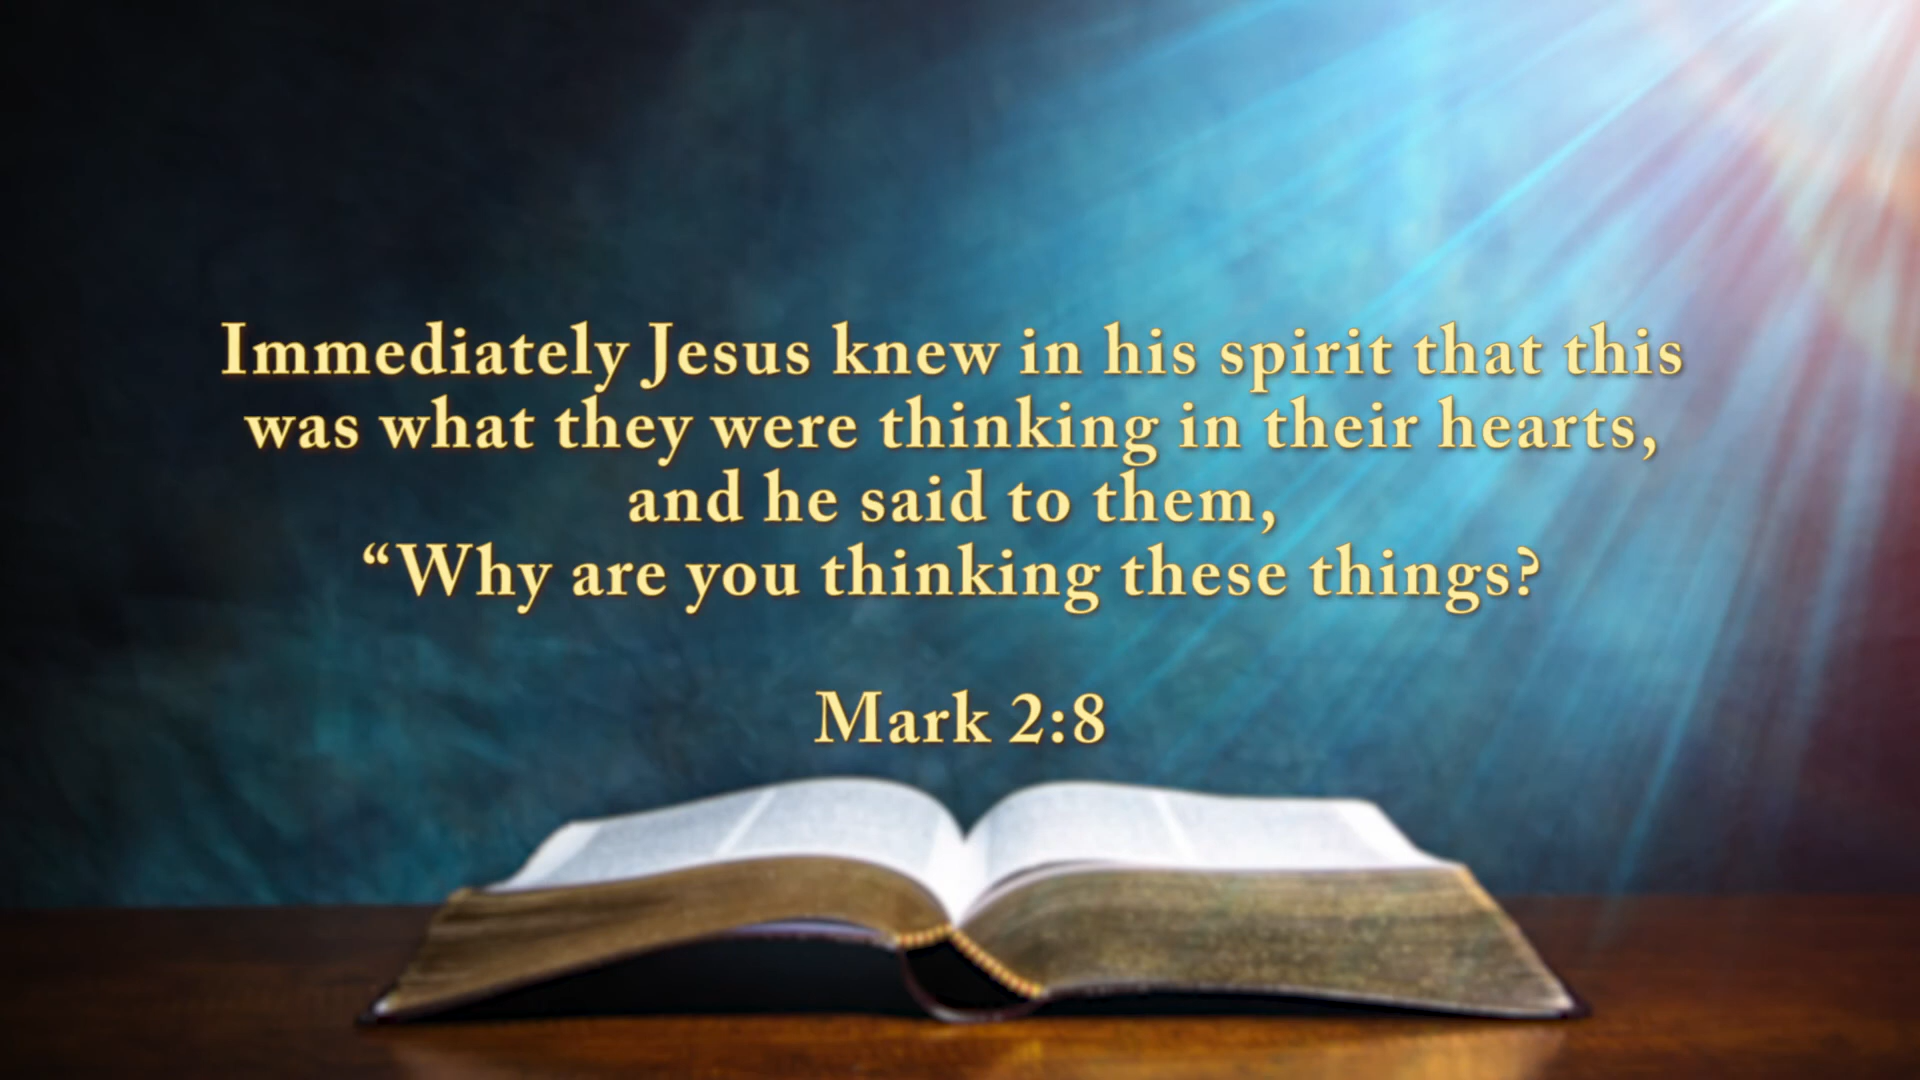 Immediately Jesus knew in his spirit that this
was what they were thinking in their hearts,
and he said to them,
“Why are you thinking these things?
Mark 2:8